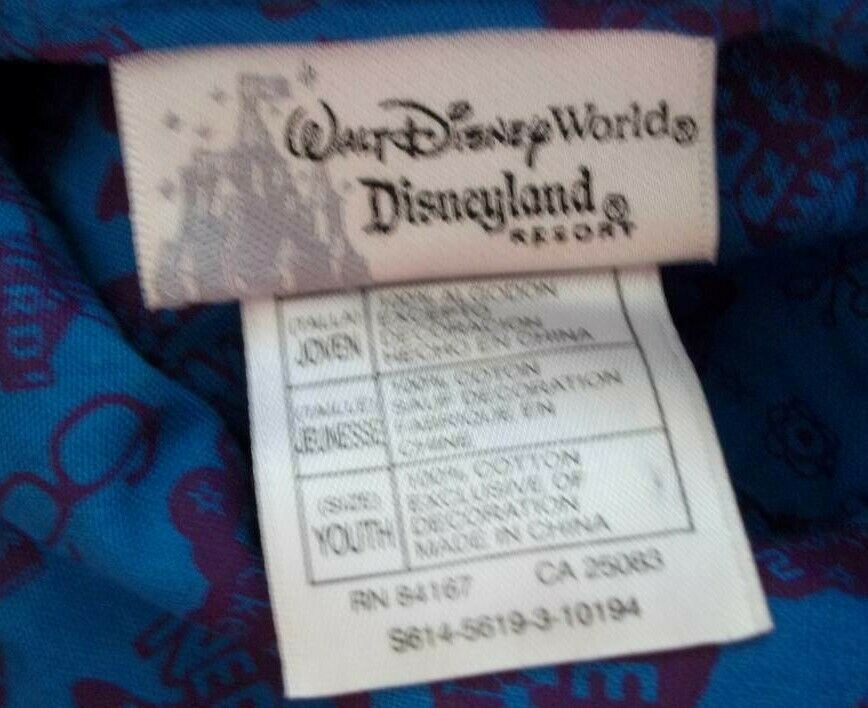 WALT DISNEY World®
Disneyland®
RESORT
(TALLA)
JOVEN
100% ALGODON
EXCEPTO
DECORACION
HECHO EN CHINA
(TAILLE)
JEUNESSE
100% COTON
SAUF DECORATION
FABRIQUE EN
CHINE
(SIZE)
YOUTH
100% COTTON
EXCLUSIVE OF
DECORATION
MADE IN CHINA
RN 84167 CA 25083
S614-5619-3-10194